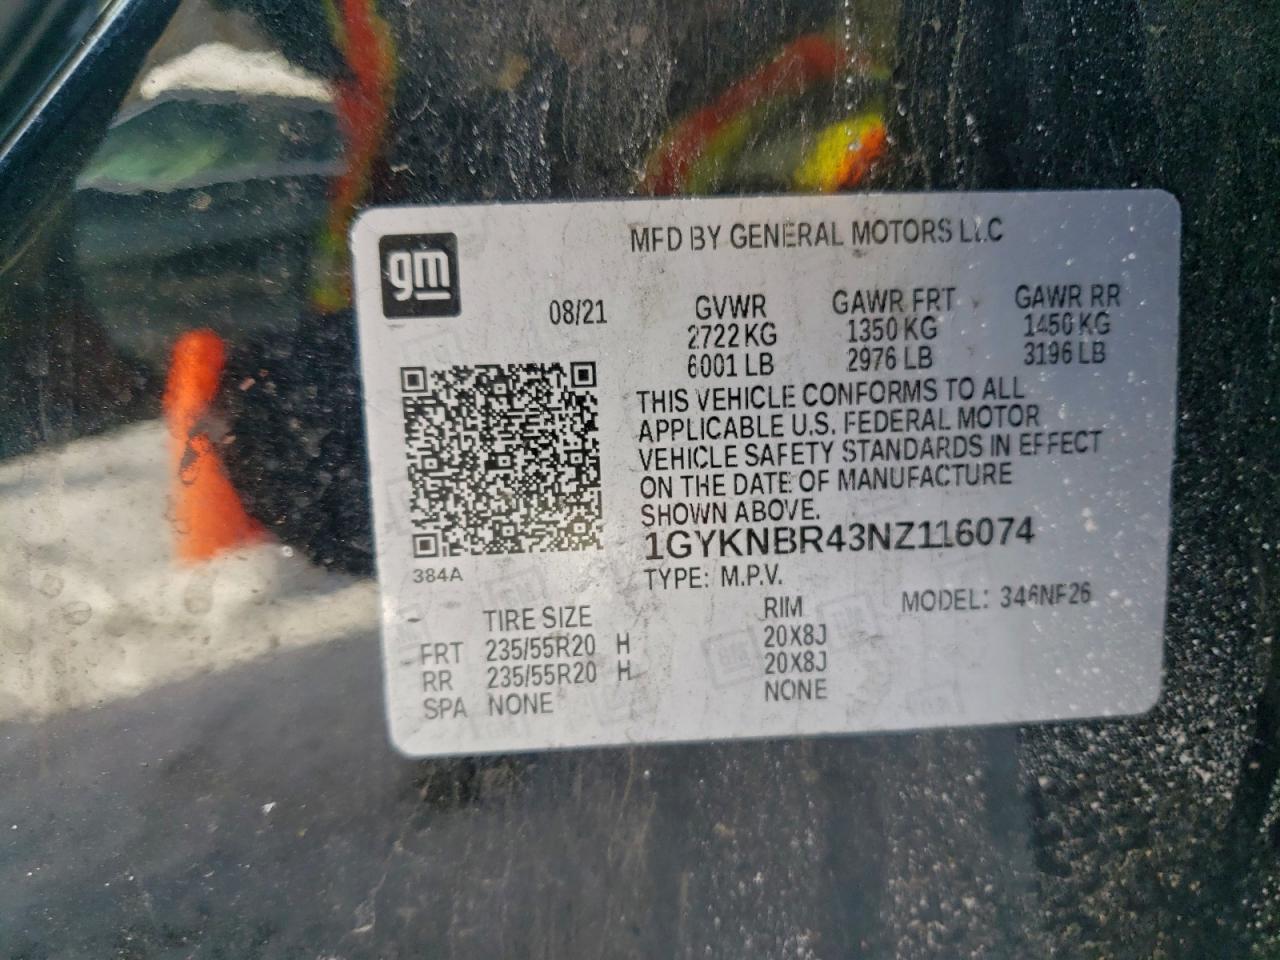 MFD BY GENERAL MOTORS LLC
gm
08/21
GVWR GAWR FRT GAWR RR
2722 KG 1350 KG 1450 KG
6001 LB 2976 LB 3196 LB
THIS VEHICLE CONFORMS TO ALL
APPLICABLE U.S. FEDERAL MOTOR
VEHICLE SAFETY STANDARDS IN EFFECT
ON THE DATE OF MANUFACTURE
SHOWN ABOVE.
1GYKNBR43NZ116074
384A
TYPE: M.P.V.
MODEL: 346NF26
TIRE SIZE RIM
FRT 235/55R20 H 20X8J
RR 235/55R20 H 20X8J
SPA NONE NONE